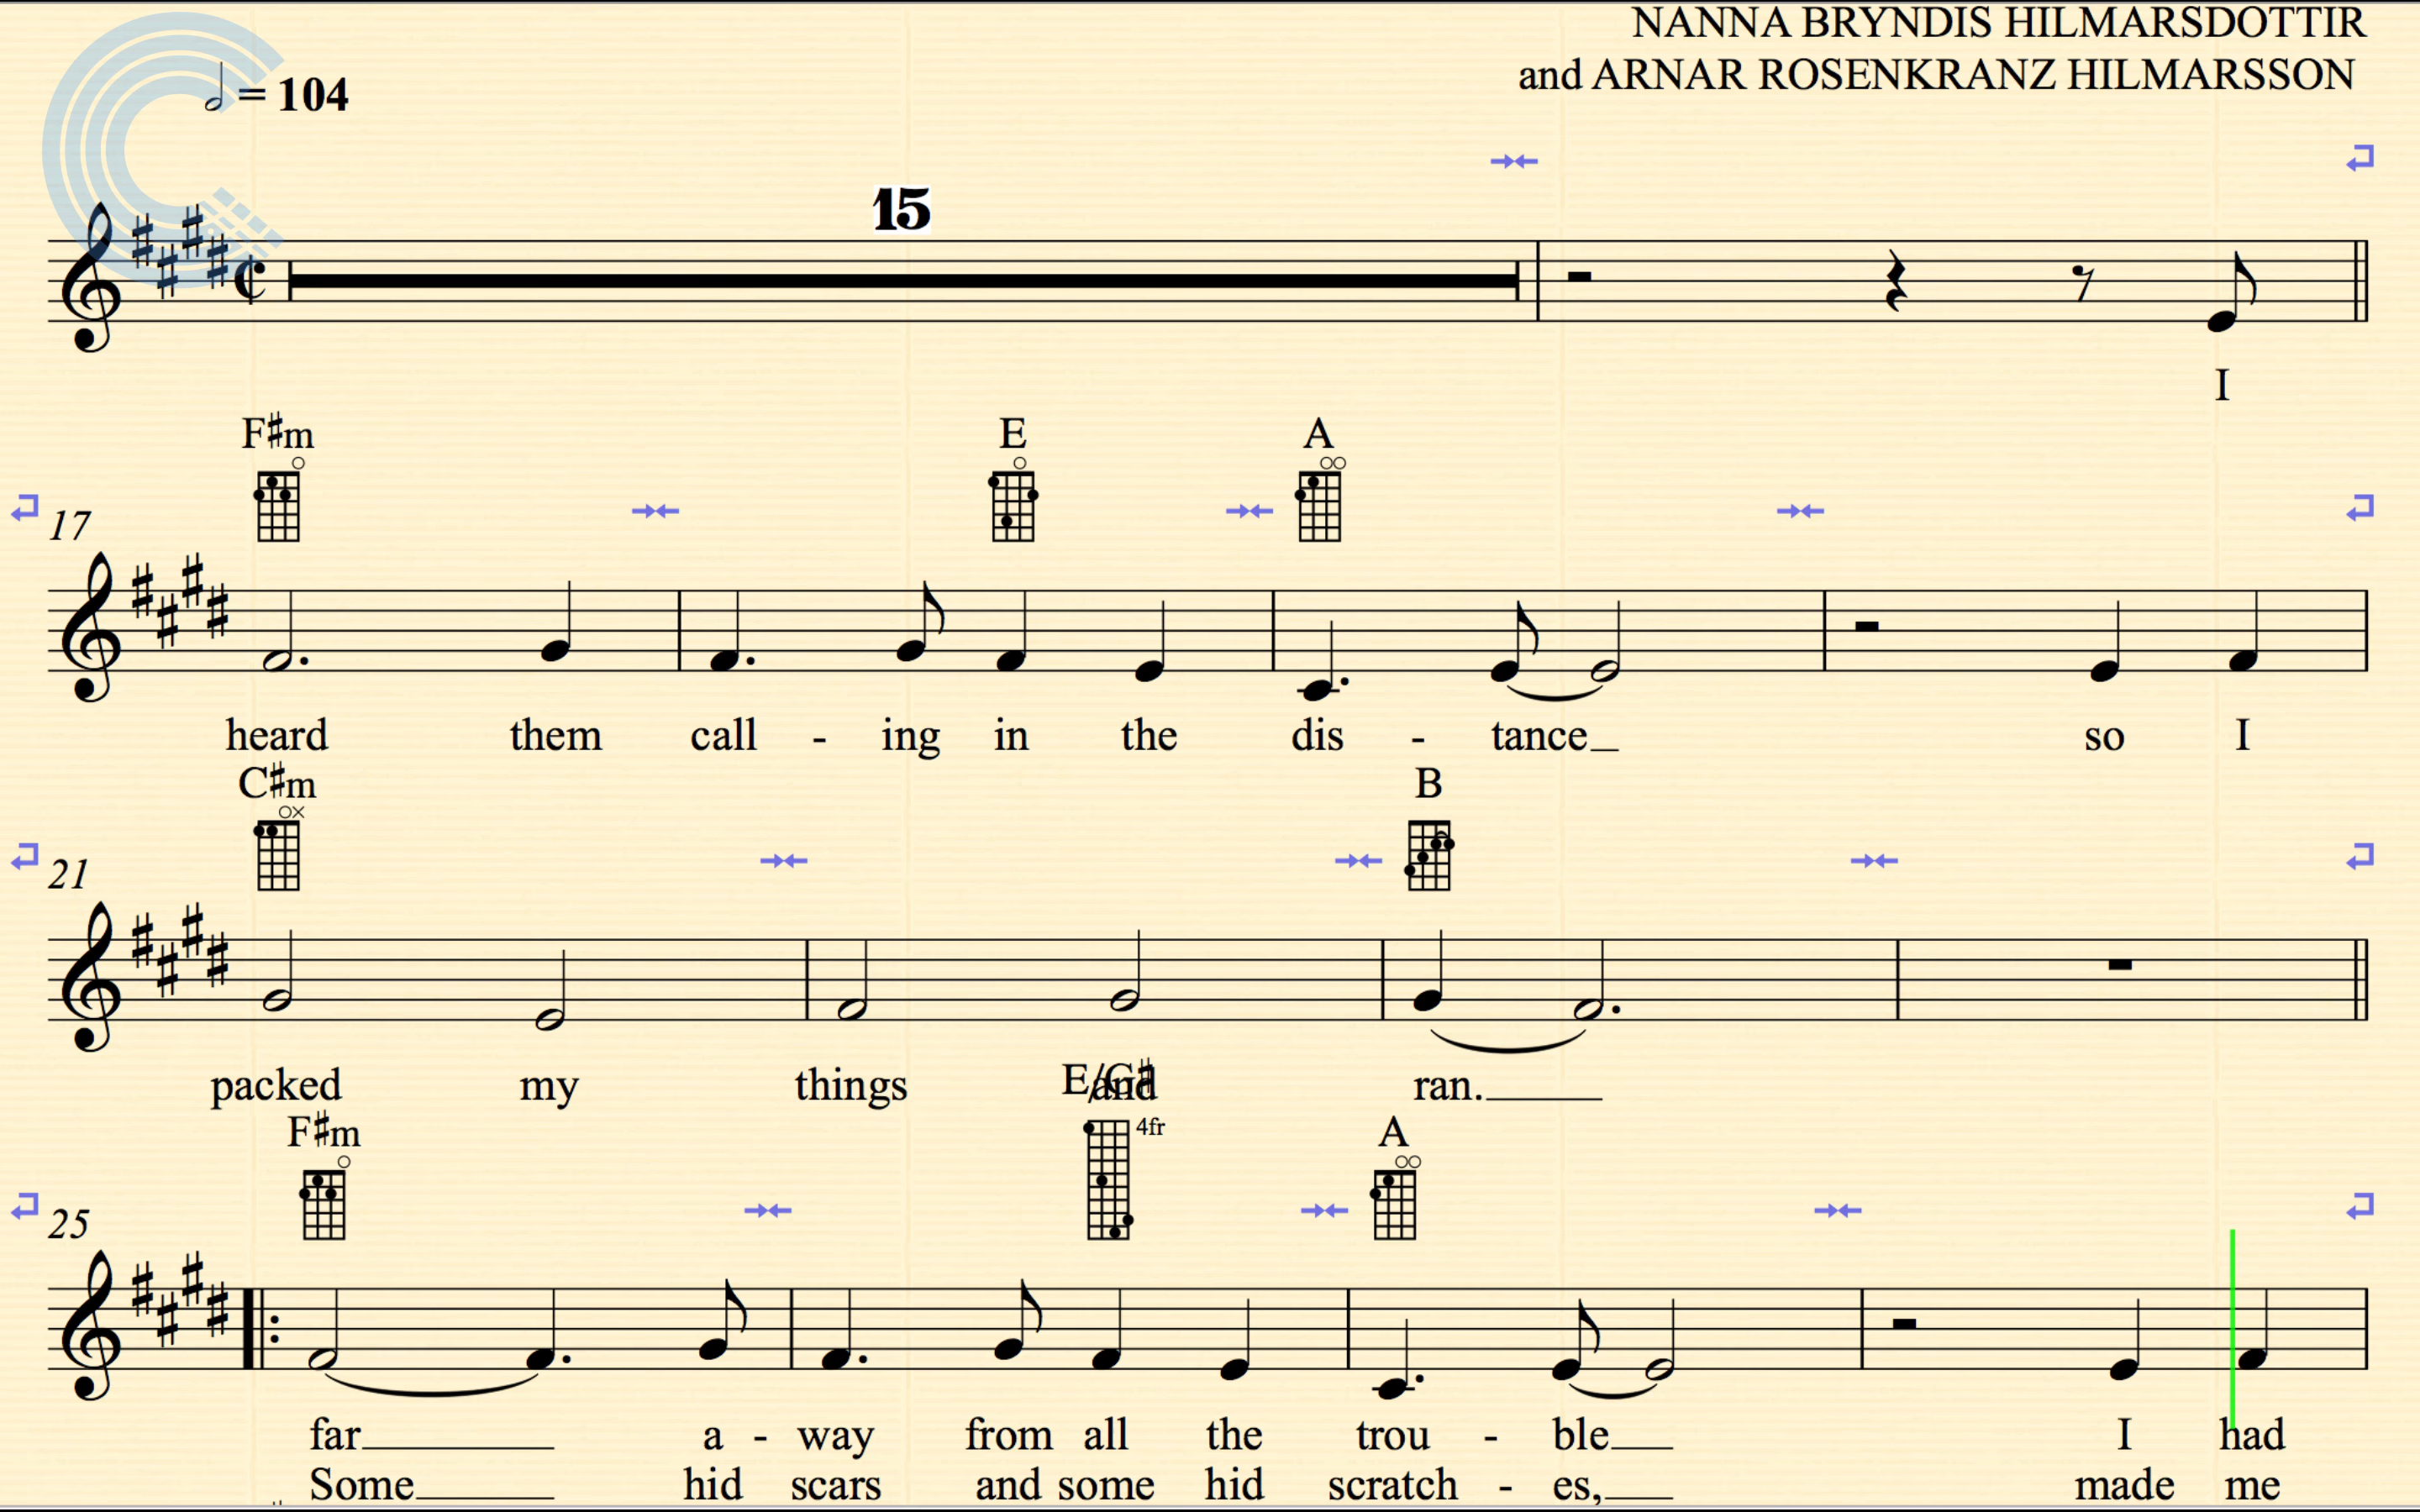 NANNA BRYNDIS HILMARSDOTTIR
and ARNAR ROSENKRANZ HILMARSSON
= 104
15
I
F♯m E A
17
heard them call - ing in the dis - tance_ so I
C♯m B
21
packed my things and ran.
E/G♯
F♯m 4fr A
25
far a - way from all the trou - ble I had
Some hid scars and some hid scratch - es, made me